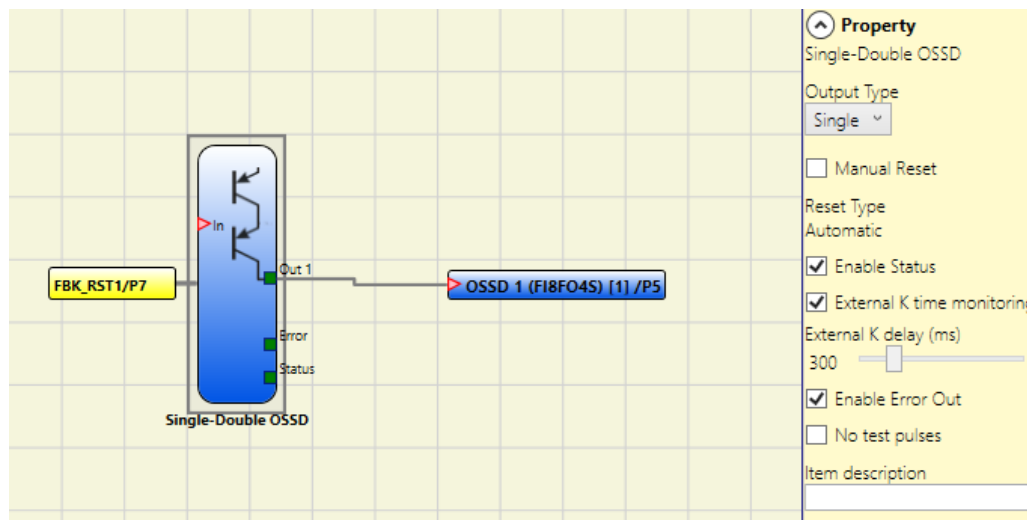 FBK_RST1/P7
In
Out 1
Error
Status
Single-Double OSSD
OSSD 1 (FI8FO4S) [1] /P5
Property
Single-Double OSSD
Output Type
Single
Manual Reset
Reset Type
Automatic
Enable Status
External K time monitoring
External K delay (ms)
300
Enable Error Out
No test pulses
Item description